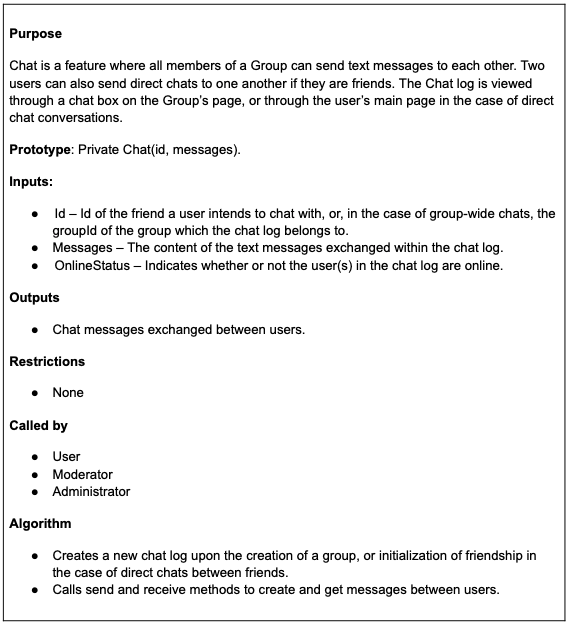 Purpose
Chat is a feature where all members of a Group can send text messages to each other. Two
users can also send direct chats to one another if they are friends. The Chat log is viewed
through a chat box on the Group's page, or through the user's main page in the case of direct
chat conversations.
Prototype: Private Chat(id, messages).
Inputs:
● Id – Id of the friend a user intends to chat with, or, in the case of group-wide chats, the
groupId of the group which the chat log belongs to.
● Messages – The content of the text messages exchanged within the chat log.
● OnlineStatus – Indicates whether or not the user(s) in the chat log are online.
Outputs
● Chat messages exchanged between users.
Restrictions
● None
Called by
● User
● Moderator
● Administrator
Algorithm
● Creates a new chat log upon the creation of a group, or initialization of friendship in
the case of direct chats between friends.
● Calls send and receive methods to create and get messages between users.